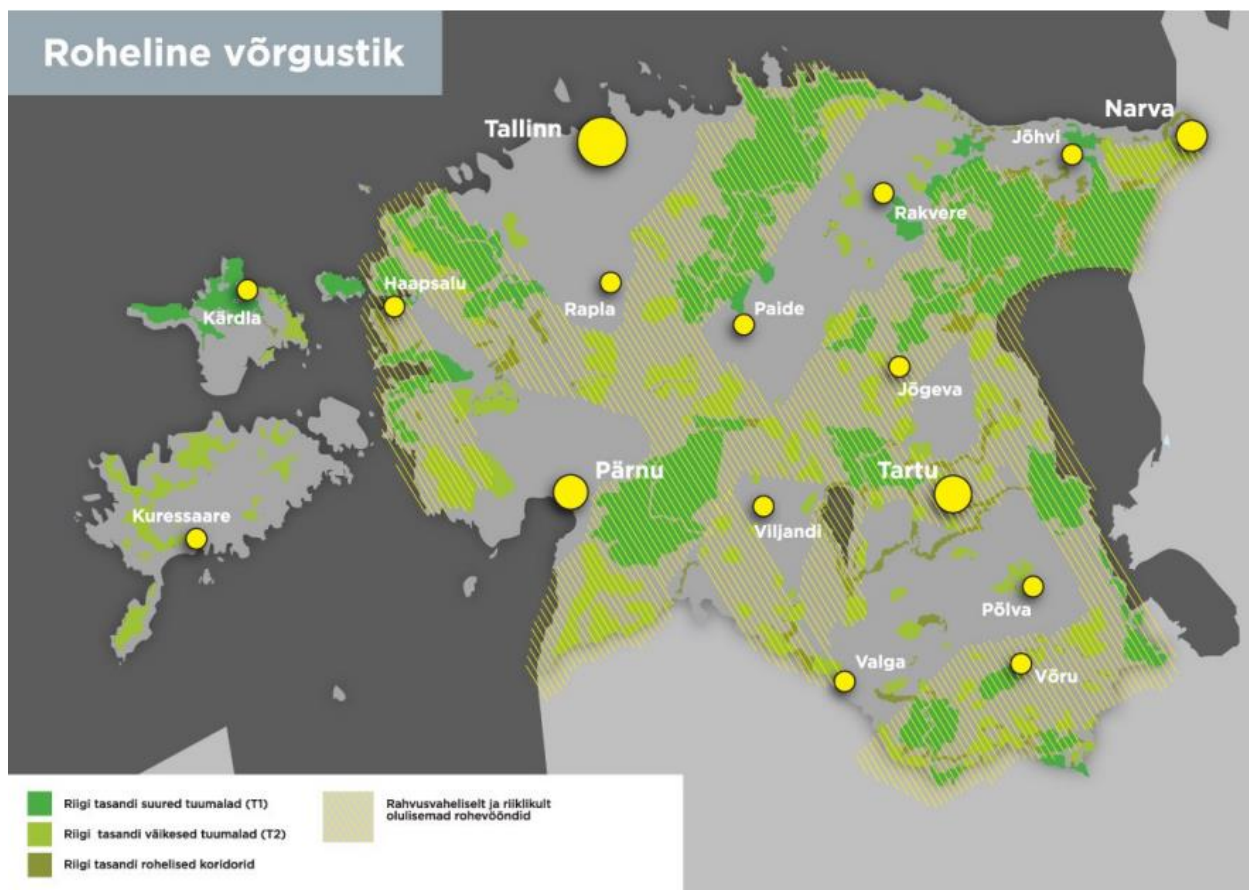 Roheline võrgustik
Tallinn
Narva
Jõhvi
Rakvere
Haapsalu
Kärdla
Rapla
Paide
Jõgeva
Pärnu
Tartu
Kuressaare
Viljandi
Põlva
Valga
Võru
Riigi tasandi suured tuumalad (T1)
Riigi tasandi väikesed tuumalad (T2)
Riigi tasandi rohelised koridorid
Rahvusvaheliselt ja riiklikult
olulisemad rohevööndid